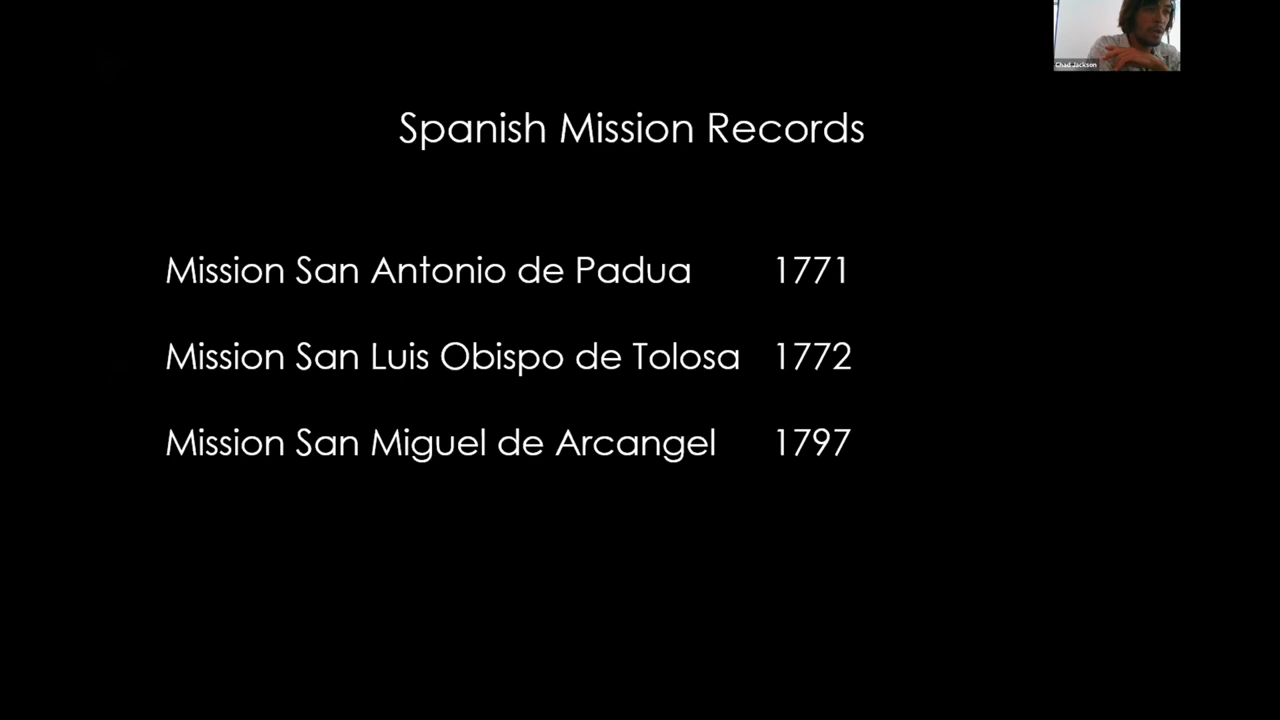 Chad Jackson
Spanish Mission Records
Mission San Antonio de Padua 1771
Mission San Luis Obispo de Tolosa 1772
Mission San Miguel de Arcangel 1797